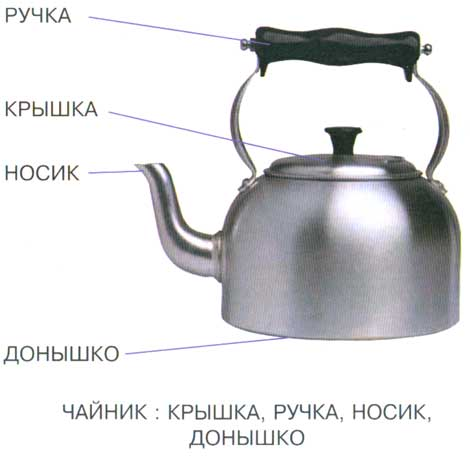 РУЧКА
КРЫШКА
НОСИК
ДОНЫШКО
ЧАЙНИК : КРЫШКА, РУЧКА, НОСИК,
ДОНЫШКО